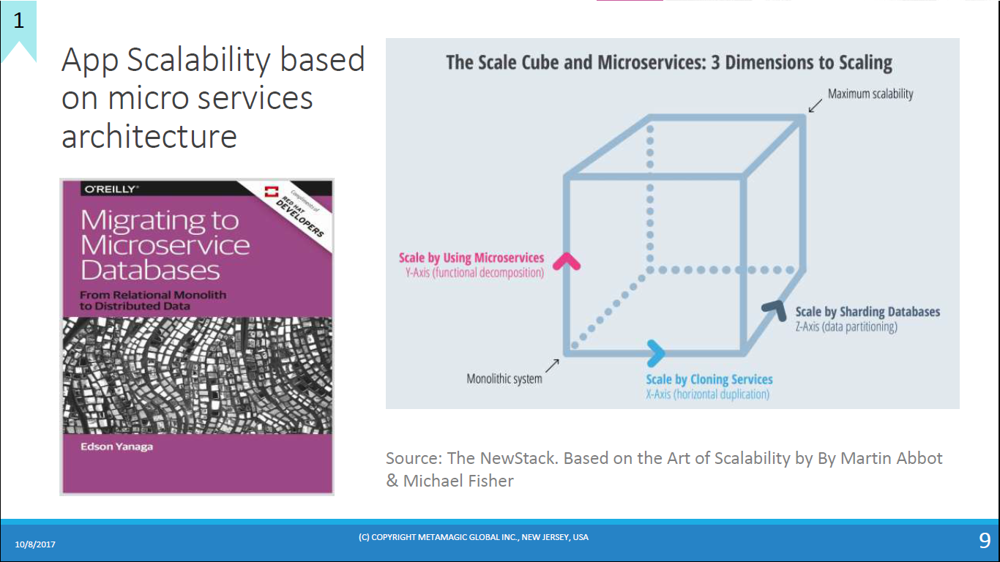 1
App Scalability based
on micro services
architecture
O'REILLY®
Compliments of
RED HAT
DEVELOPERS
Migrating to
Microservice
Databases
From Relational Monolith
to Distributed Data
Edson Yanaga
The Scale Cube and Microservices: 3 Dimensions to Scaling
Maximum scalability
Scale by Using Microservices
Y-Axis (functional decomposition)
Scale by Sharding Databases
Z-Axis (data partitioning)
Monolithic system
Scale by Cloning Services
X-Axis (horizontal duplication)
Source: The NewStack. Based on the Art of Scalability by By Martin Abbot
& Michael Fisher
10/8/2017
(C) COPYRIGHT METAMAGIC GLOBAL INC., NEW JERSEY, USA
9